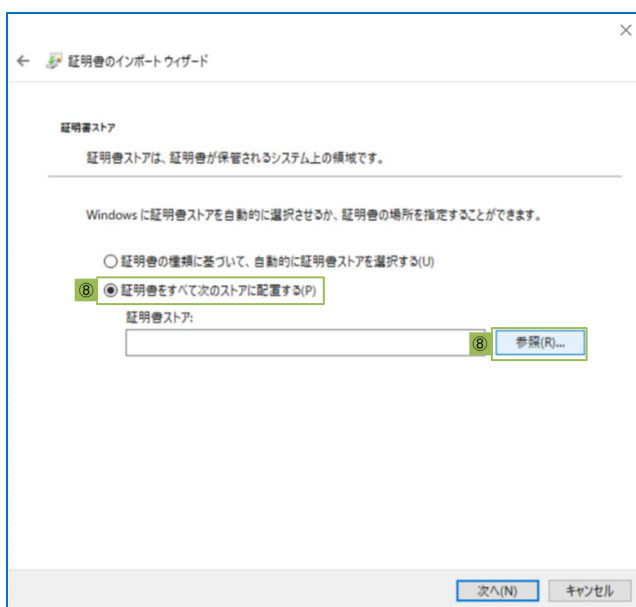 証明書のインポート ウィザード
証明書ストア
証明書ストアは、証明書が保管されるシステム上の領域です。
Windows に証明書ストアを自動的に選択させるか、証明書の場所を指定することができます。
証明書の種類に基づいて、自動的に証明書ストアを選択する(U)
⑧ 証明書をすべて次のストアに配置する(P)
証明書ストア:
⑧ 参照(R)...
次へ(N) キャンセル